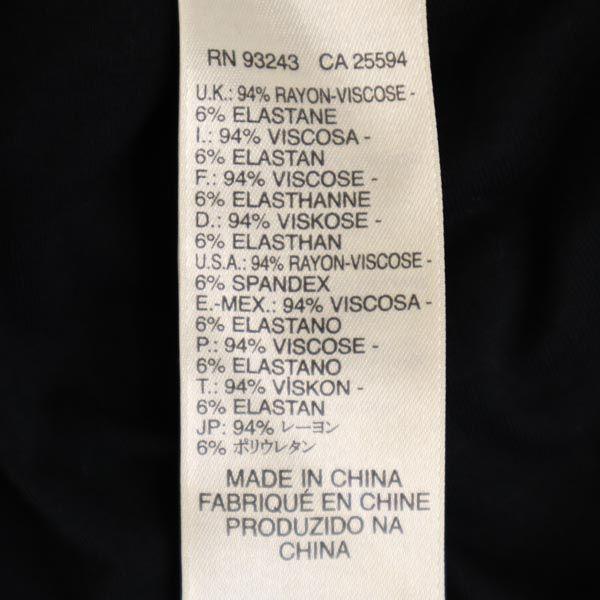 RN 93243 CA 25594
U.K.: 94% RAYON-VISCOSE -
6% ELASTANE
I.: 94% VISCOSA -
6% ELASTAN
F.: 94% VISCOSE -
6% ELASTHANNE
D.: 94% VISKOSE -
6% ELASTHAN
U.S.A.: 94% RAYON-VISCOSE -
6% SPANDEX
E.-MEX.: 94% VISCOSA -
6% ELASTANO
P.: 94% VISCOSE -
6% ELASTANO
T.: 94% VİSKON -
6% ELASTAN
JP: 94% レーヨン
6% ポリウレタン
MADE IN CHINA
FABRIQUÉ EN CHINE
PRODUZIDO NA
CHINA